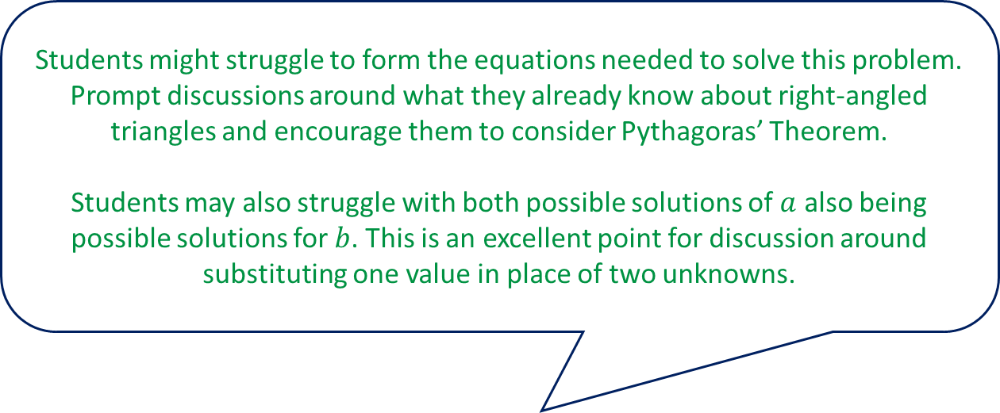 Students might struggle to form the equations needed to solve this problem.
Prompt discussions around what they already know about right-angled
triangles and encourage them to consider Pythagoras’ Theorem.
Students may also struggle with both possible solutions of 𝑎 also being
possible solutions for 𝑏. This is an excellent point for discussion around
substituting one value in place of two unknowns.